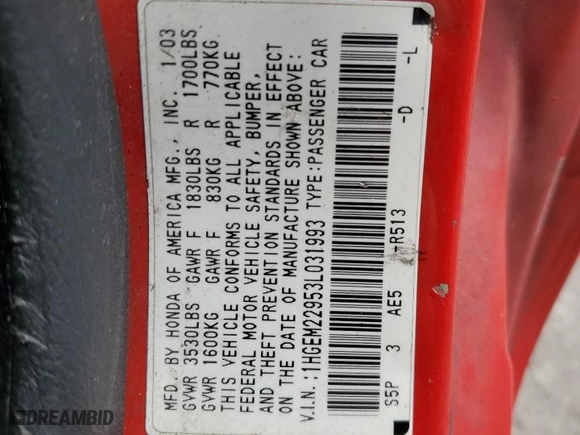 MFD. BY HONDA OF AMERICA MFG., INC. 1/03
GVWR 3530LBS GAWR F 1830LBS R 1700LBS
GVWR 1600KG GAWR F 830KG R 770KG
THIS VEHICLE CONFORMS TO ALL APPLICABLE
FEDERAL MOTOR VEHICLE SAFETY, BUMPER,
AND THEFT PREVENTION STANDARDS IN EFFECT
ON THE DATE OF MANUFACTURE SHOWN ABOVE:
V.I.N.:1HGEM22953L031993 TYPE:PASSENGER CAR
S5P 3 AE5 -R513 -D -L
DREAMBID